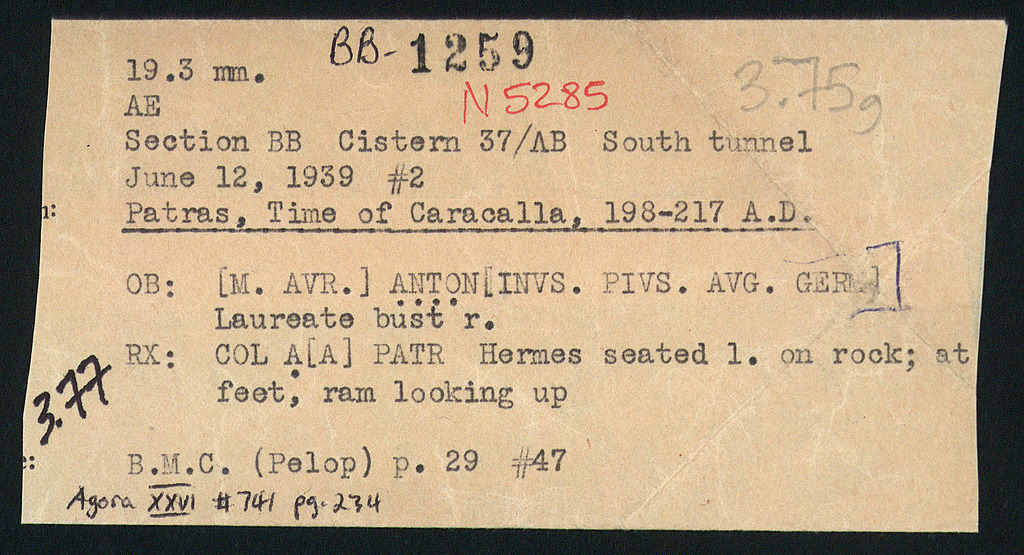 BB-1259
19.3 mm.
N 5285
3.75g
AE
Section BB Cistern 37/ΛB South tunnel
June 12, 1939 #2
n:
Patras, Time of Caracalla, 198-217 A.D.
OB: [M. AVR.] ANTON[INVS. PIVS. AVG. GERM]
Laureate bust r.
RX: COL A[A] PATR Hermes seated l. on rock; at
feet, ram looking up
3.77
e:
B.M.C. (Pelop) p. 29 #47
Agora XXVI #741 pg. 234